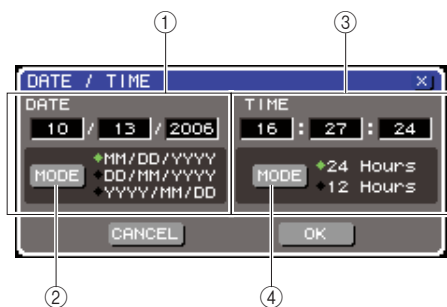 ① ③
DATE / TIME X
DATE
10 / 13 / 2006
MODE
MM/DD/YYYY
DD/MM/YYYY
YYYY/MM/DD
TIME
16 : 27 : 24
MODE
24 Hours
12 Hours
CANCEL OK
② ④